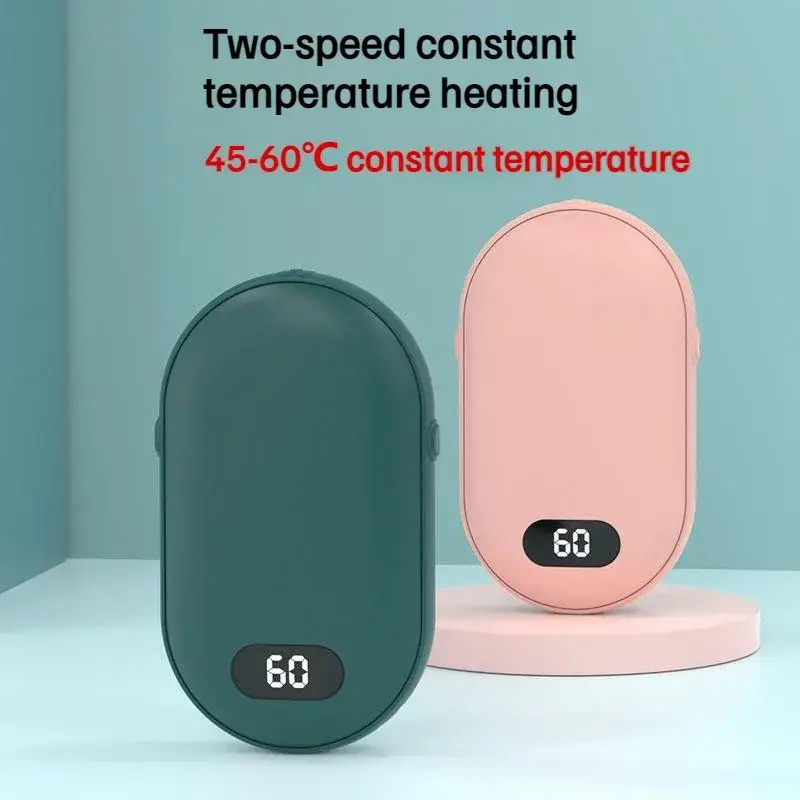 Two-speed constant
temperature heating
45-60℃ constant temperature
60
60